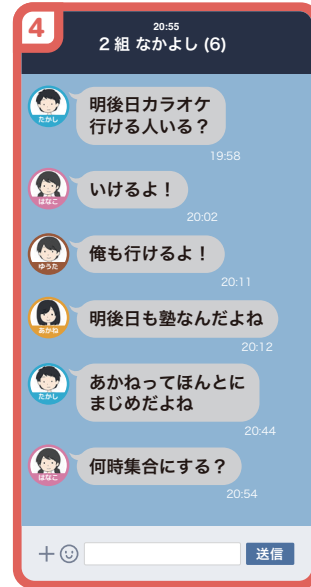 4
20:55
2組 なかよし (6)
たかし
明後日カラオケ
行ける人いる？
19:58
はなこ
いけるよ！
20:02
ゆうた
俺も行けるよ！
20:11
あかね
明後日も塾なんだよね
20:12
たかし
あかねってほんとに
まじめだよね
20:44
はなこ
何時集合にする？
20:54
送信